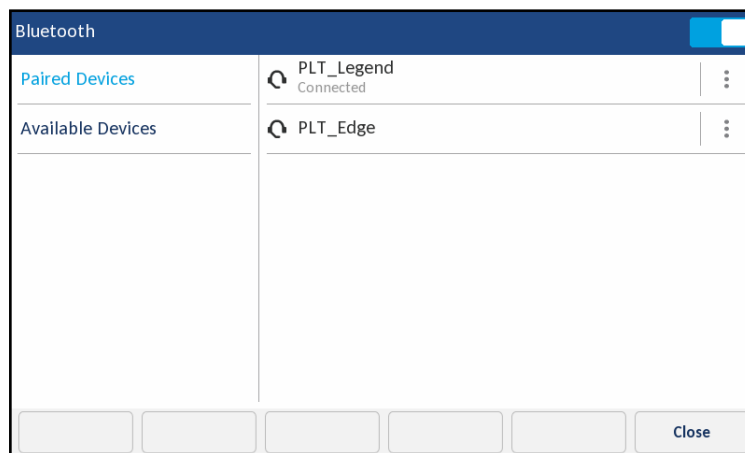 Bluetooth
Paired Devices
PLT_Legend
Connected
Available Devices
PLT_Edge
Close